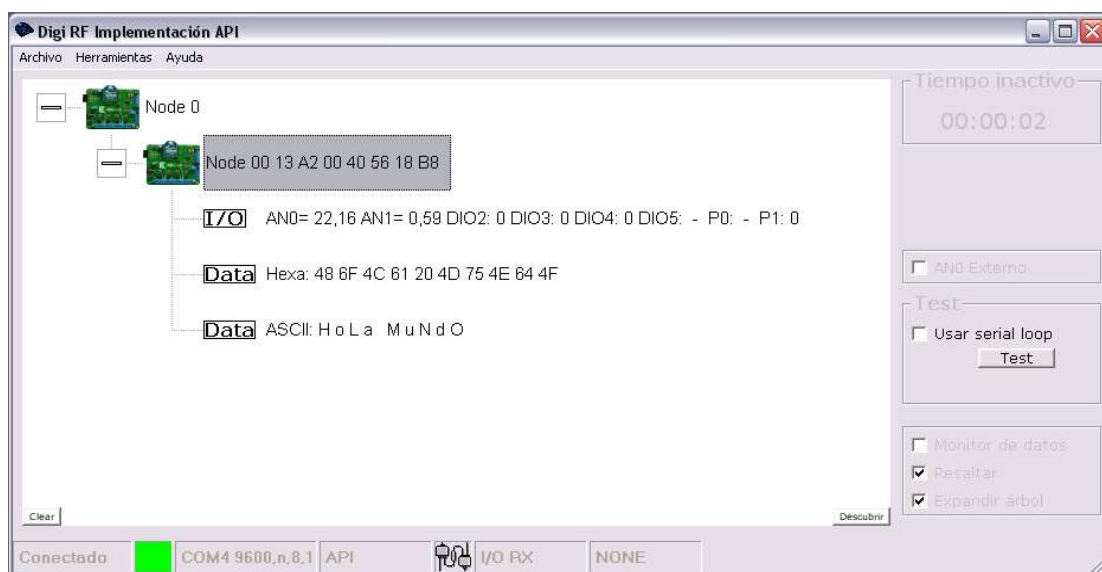 Digi RF Implementación API
Archivo Herramientas Ayuda
Node 0
Node 00 13 A2 00 40 56 18 B8
I/O AN0= 22,16 AN1= 0,59 DIO2: 0 DIO3: 0 DIO4: 0 DIO5: - P0: - P1: 0
Data Hexa: 48 6F 4C 61 20 4D 75 4E 64 4F
Data ASCII: H o L a M u N d O
Clear
Descubrir
Tiempo inactivo
00:00:02
AN0 Externo
Test
Usar serial loop
Test
Monitor de datos
Resaltar
Expandir árbol
Conectado COM4 9600,n,8,1 API I/O RX NONE